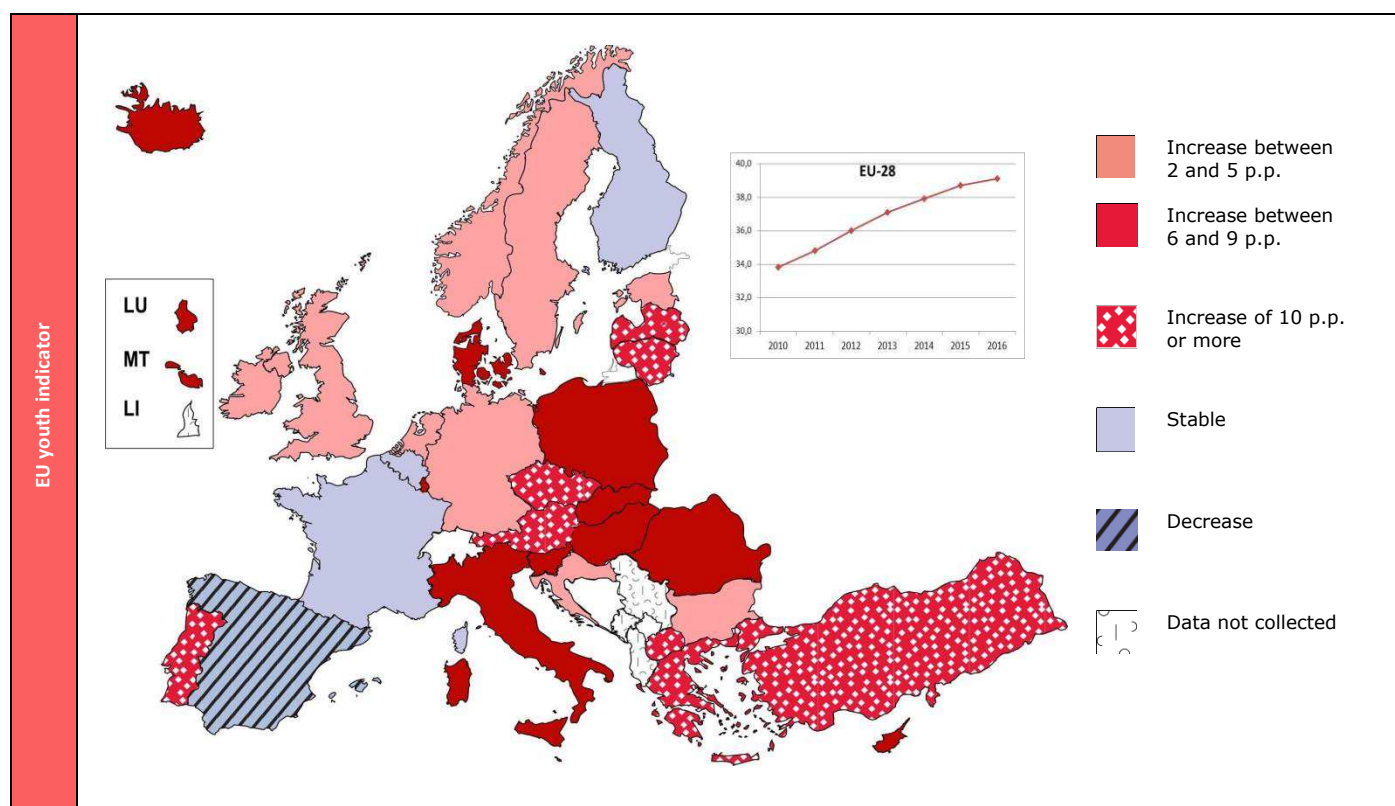 EU youth indicator
LU
MT
LI
EU-28
40,0
38,0
36,0
34,0
32,0
30,0
2010 2011 2012 2013 2014 2015 2016
Increase between
2 and 5 p.p.
Increase between
6 and 9 p.p.
Increase of 10 p.p.
or more
Stable
Decrease
Data not collected